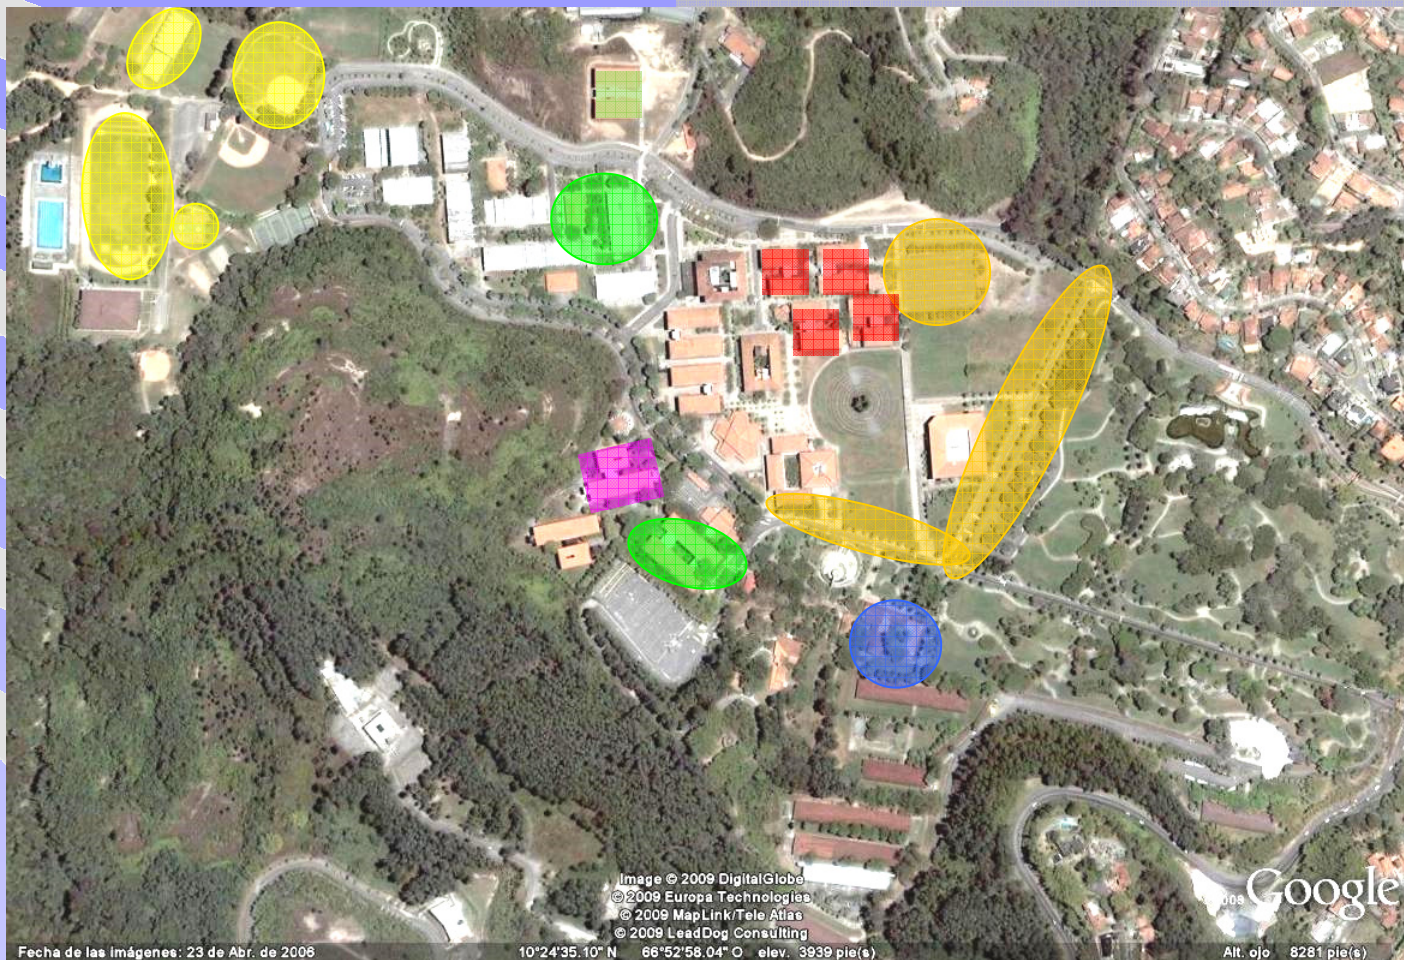 Image © 2009 DigitalGlobe
© 2009 Europa Technologies
© 2009 MapLink/Tele Atlas
© 2009 LeadDog Consulting
Google
Fecha de las imágenes: 23 de Abr. de 2006
10°24'35.10" N 66°52'58.04" O elev. 3939 pie(s)
Alt. ojo 8281 pie(s)